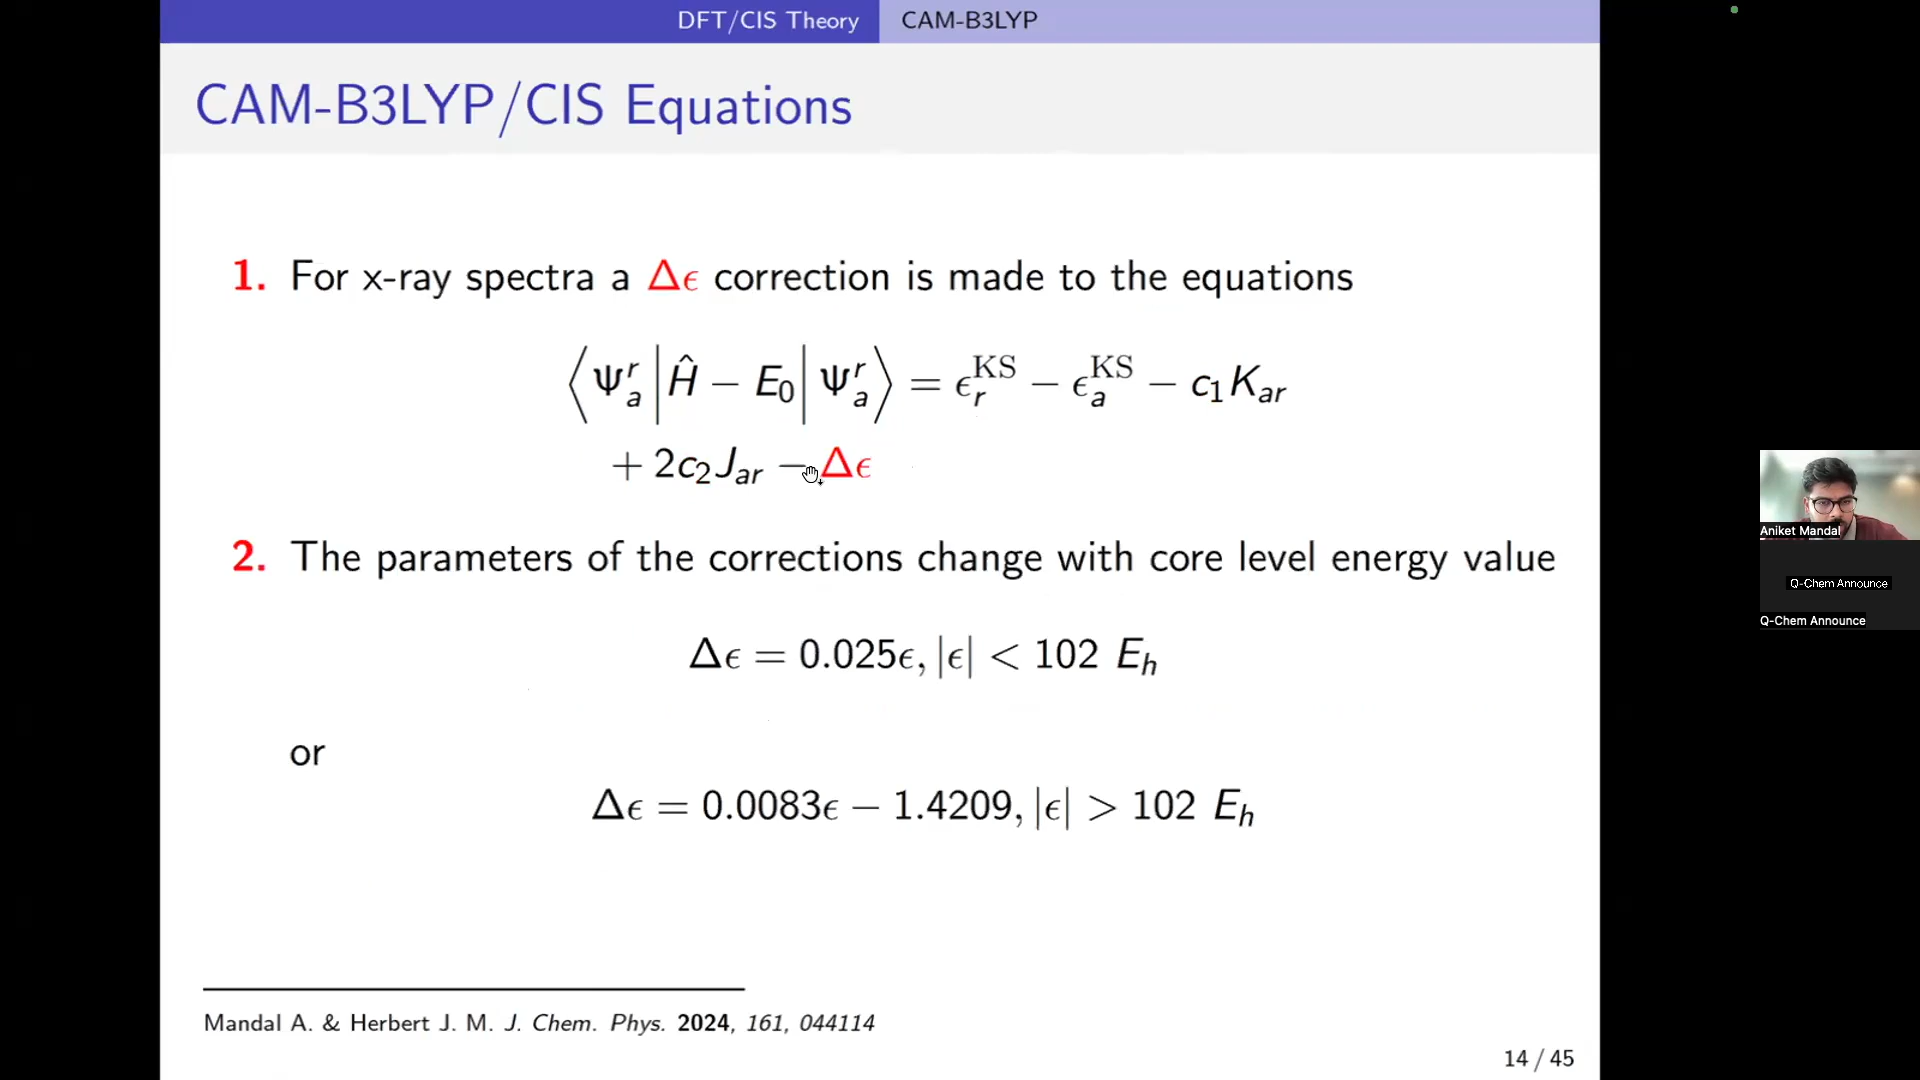 DFT/CIS Theory CAM-B3LYP
CAM-B3LYP/CIS Equations
1. For x-ray spectra a Δϵ correction is made to the equations
⟨Ψ_a^r|Ĥ − E_0|Ψ_a^r⟩ = ϵ_r^KS − ϵ_a^KS − c_1K_ar
+ 2c_2J_ar − Δϵ
2. The parameters of the corrections change with core level energy value
Δϵ = 0.025ϵ, |ϵ| < 102 E_h
or
Δϵ = 0.0083ϵ − 1.4209, |ϵ| > 102 E_h
Mandal A. & Herbert J. M. J. Chem. Phys. 2024, 161, 044114
14 / 45
Aniket Mandal
Q-Chem Announce
Q-Chem Announce